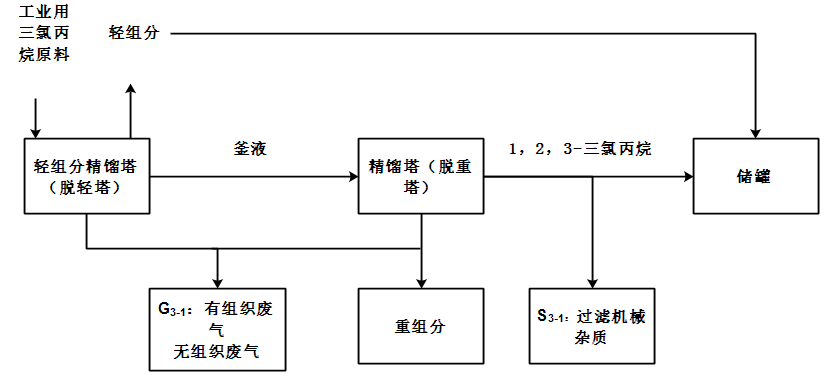 工业用
三氯丙
烷原料
轻组分
轻组分精馏塔
（脱轻塔）
釜液
精馏塔（脱重
塔）
1，2，3-三氯丙烷
储罐
G3-1：有组织废
气
无组织废气
重组分
S3-1：过滤机械
杂质